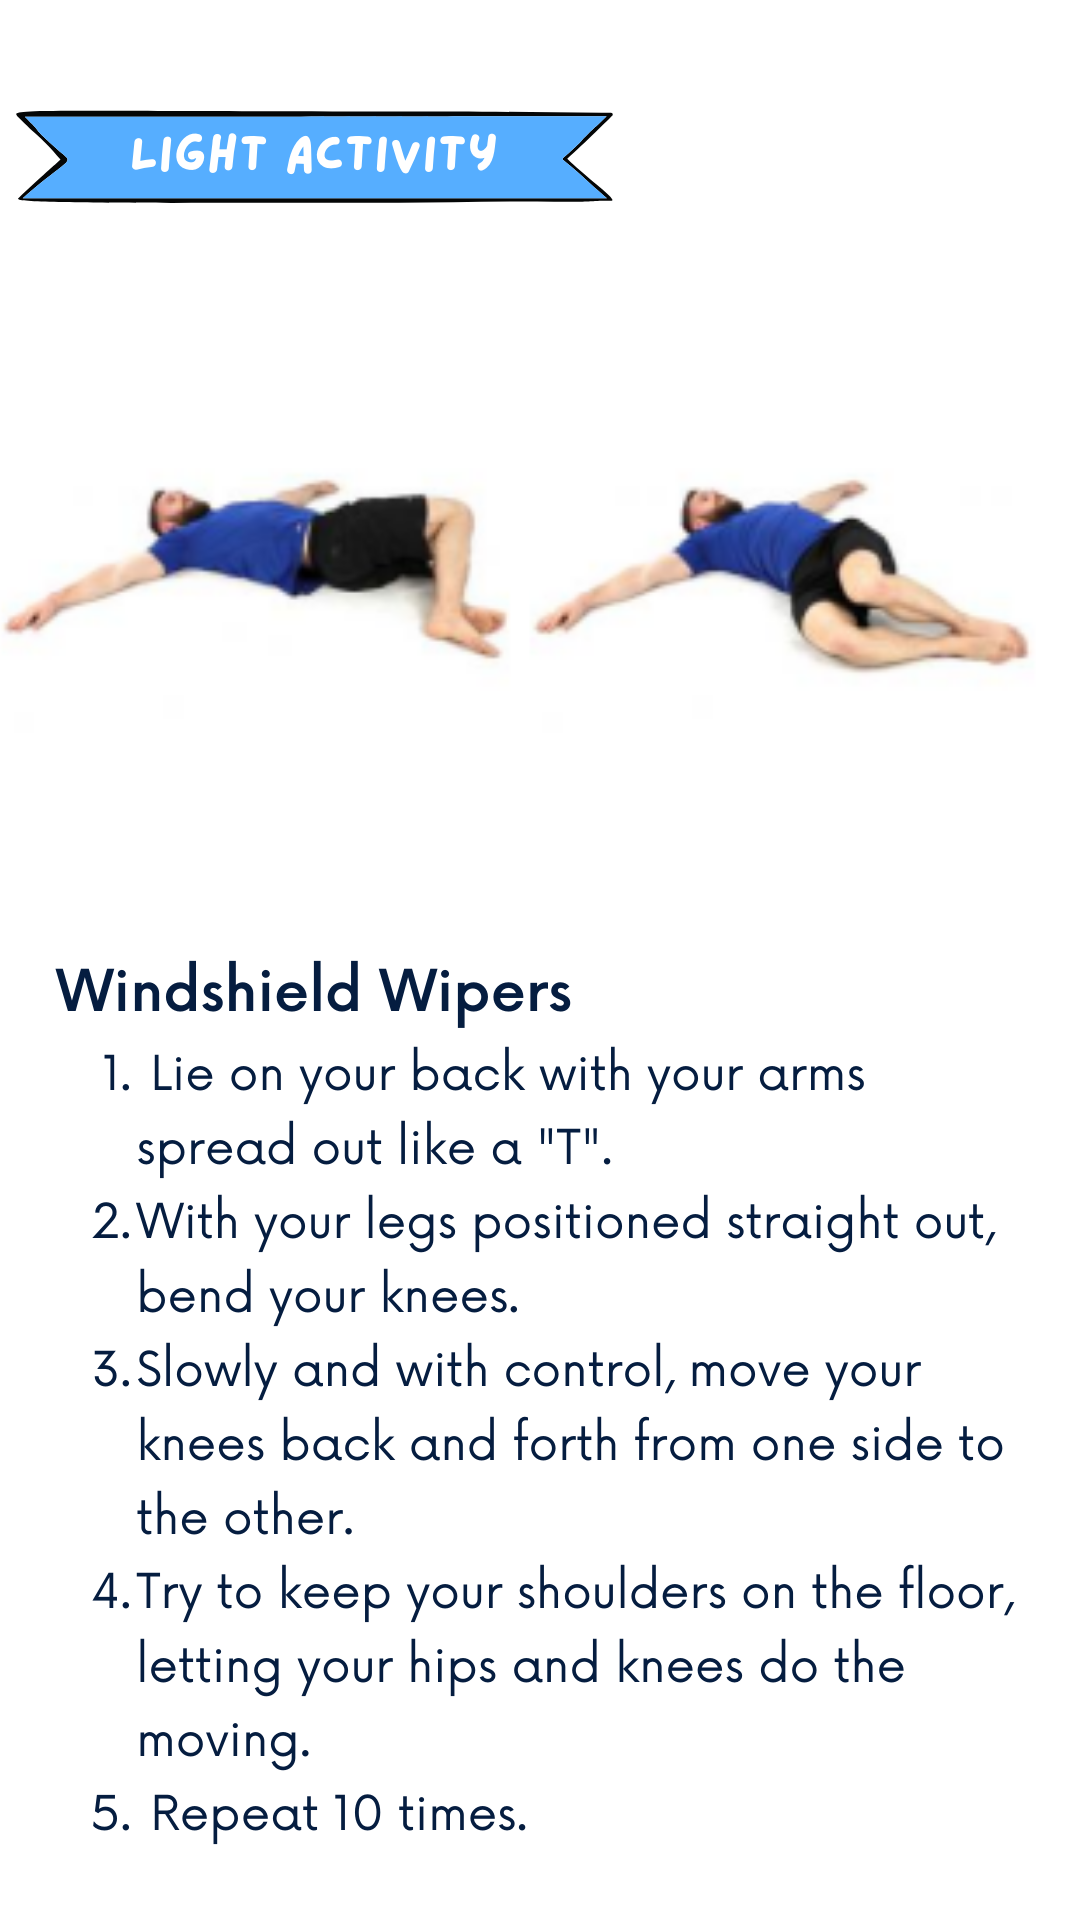 LIGHT ACTIVITY
Windshield Wipers
1. Lie on your back with your arms
spread out like a "T".
2. With your legs positioned straight out,
bend your knees.
3. Slowly and with control, move your
knees back and forth from one side to
the other.
4. Try to keep your shoulders on the floor,
letting your hips and knees do the
moving.
5. Repeat 10 times.